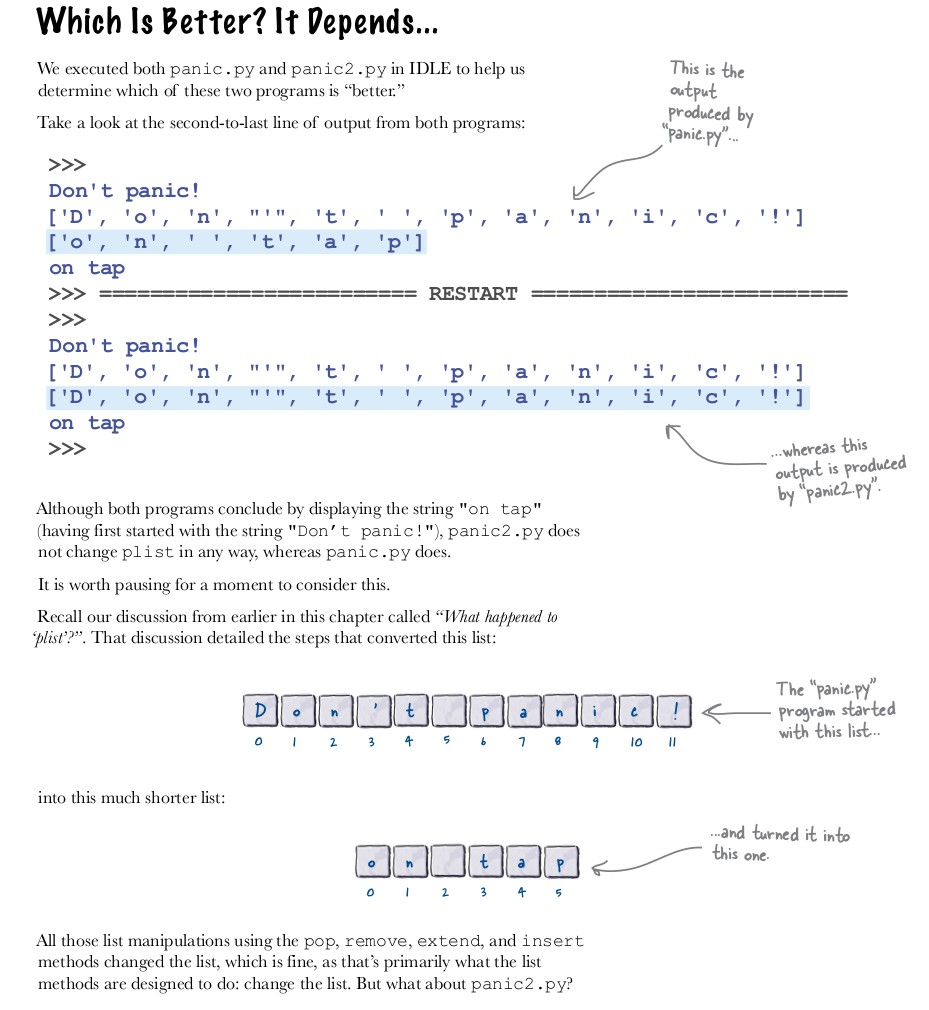 Which Is Better? It Depends...
We executed both panic.py and panic2.py in IDLE to help us
determine which of these two programs is “better.”
Take a look at the second-to-last line of output from both programs:
This is the
output
produced by
“panic.py”...
>>>
Don't panic!
['D', 'o', 'n', "'", 't', ' ', 'p', 'a', 'n', 'i', 'c', '!']
['o', 'n', ' ', 't', 'a', 'p']
on tap
>>> ========================= RESTART =========================
>>>
Don't panic!
['D', 'o', 'n', "'", 't', ' ', 'p', 'a', 'n', 'i', 'c', '!']
['D', 'o', 'n', "'", 't', ' ', 'p', 'a', 'n', 'i', 'c', '!']
on tap
>>>
...whereas this
output is produced
by “panic2.py”.
Although both programs conclude by displaying the string "on tap"
(having first started with the string "Don’t panic!"), panic2.py does
not change plist in any way, whereas panic.py does.
It is worth pausing for a moment to consider this.
Recall our discussion from earlier in this chapter called “What happened to
‘plist’?”. That discussion detailed the steps that converted this list:
D o n ' t p a n i c !
0 1 2 3 4 5 6 7 8 9 10 11
The “panic.py”
program started
with this list...
into this much shorter list:
o n t a p
0 1 2 3 4 5
...and turned it into
this one.
All those list manipulations using the pop, remove, extend, and insert
methods changed the list, which is fine, as that’s primarily what the list
methods are designed to do: change the list. But what about panic2.py?